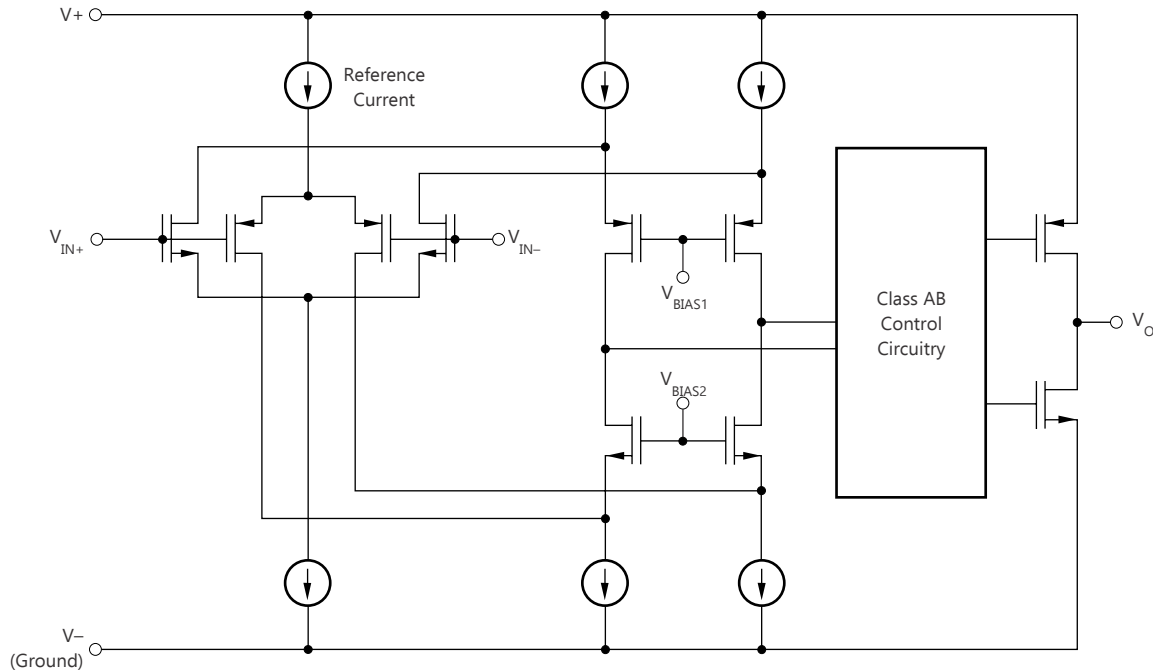 V+
Reference
Current
VIN+
VIN–
VBIAS1
VBIAS2
Class AB
Control
Circuitry
VO
V–
(Ground)